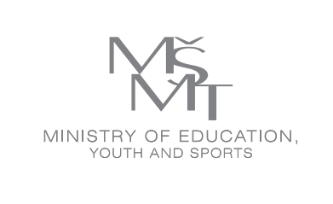 MŠ
MT
MINISTRY OF EDUCATION,
YOUTH AND SPORTS